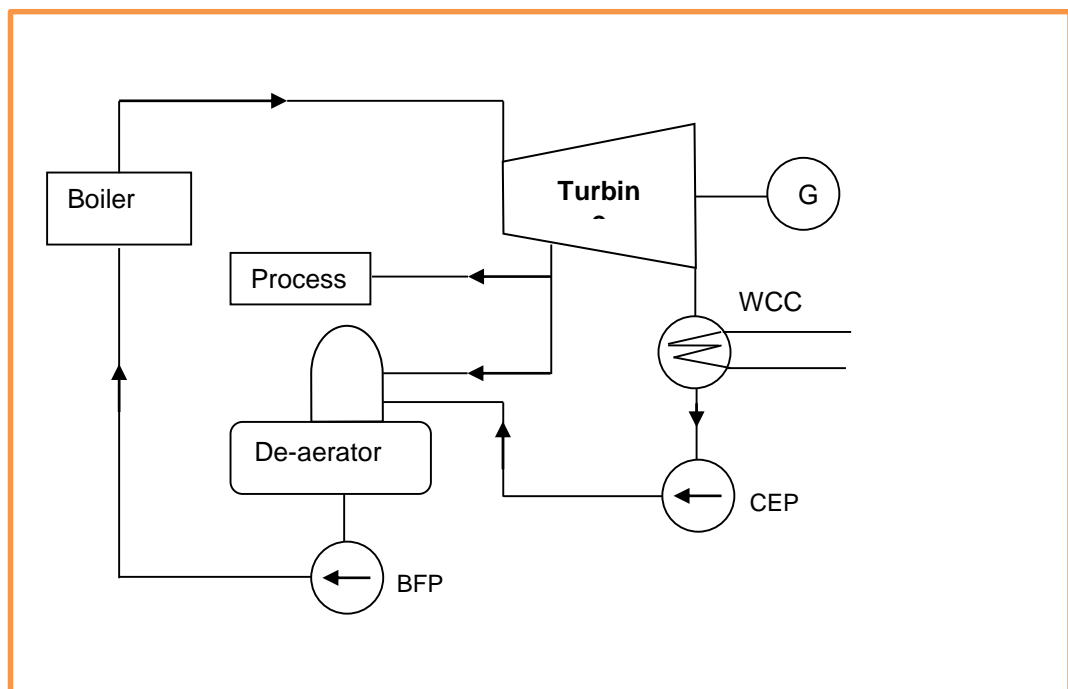 Boiler
Turbin
G
Process
WCC
De-aerator
CEP
BFP